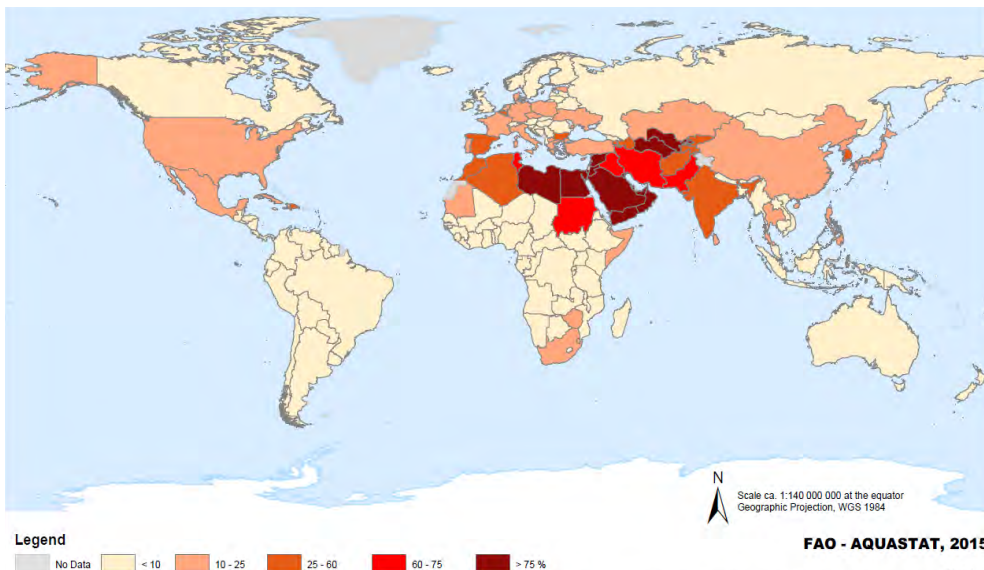 N
Scale ca. 1:140 000 000 at the equator
Geographic Projection, WGS 1984
Legend
FAO - AQUASTAT, 2015
No Data < 10 10 - 25 25 - 60 60 - 75 > 75 %